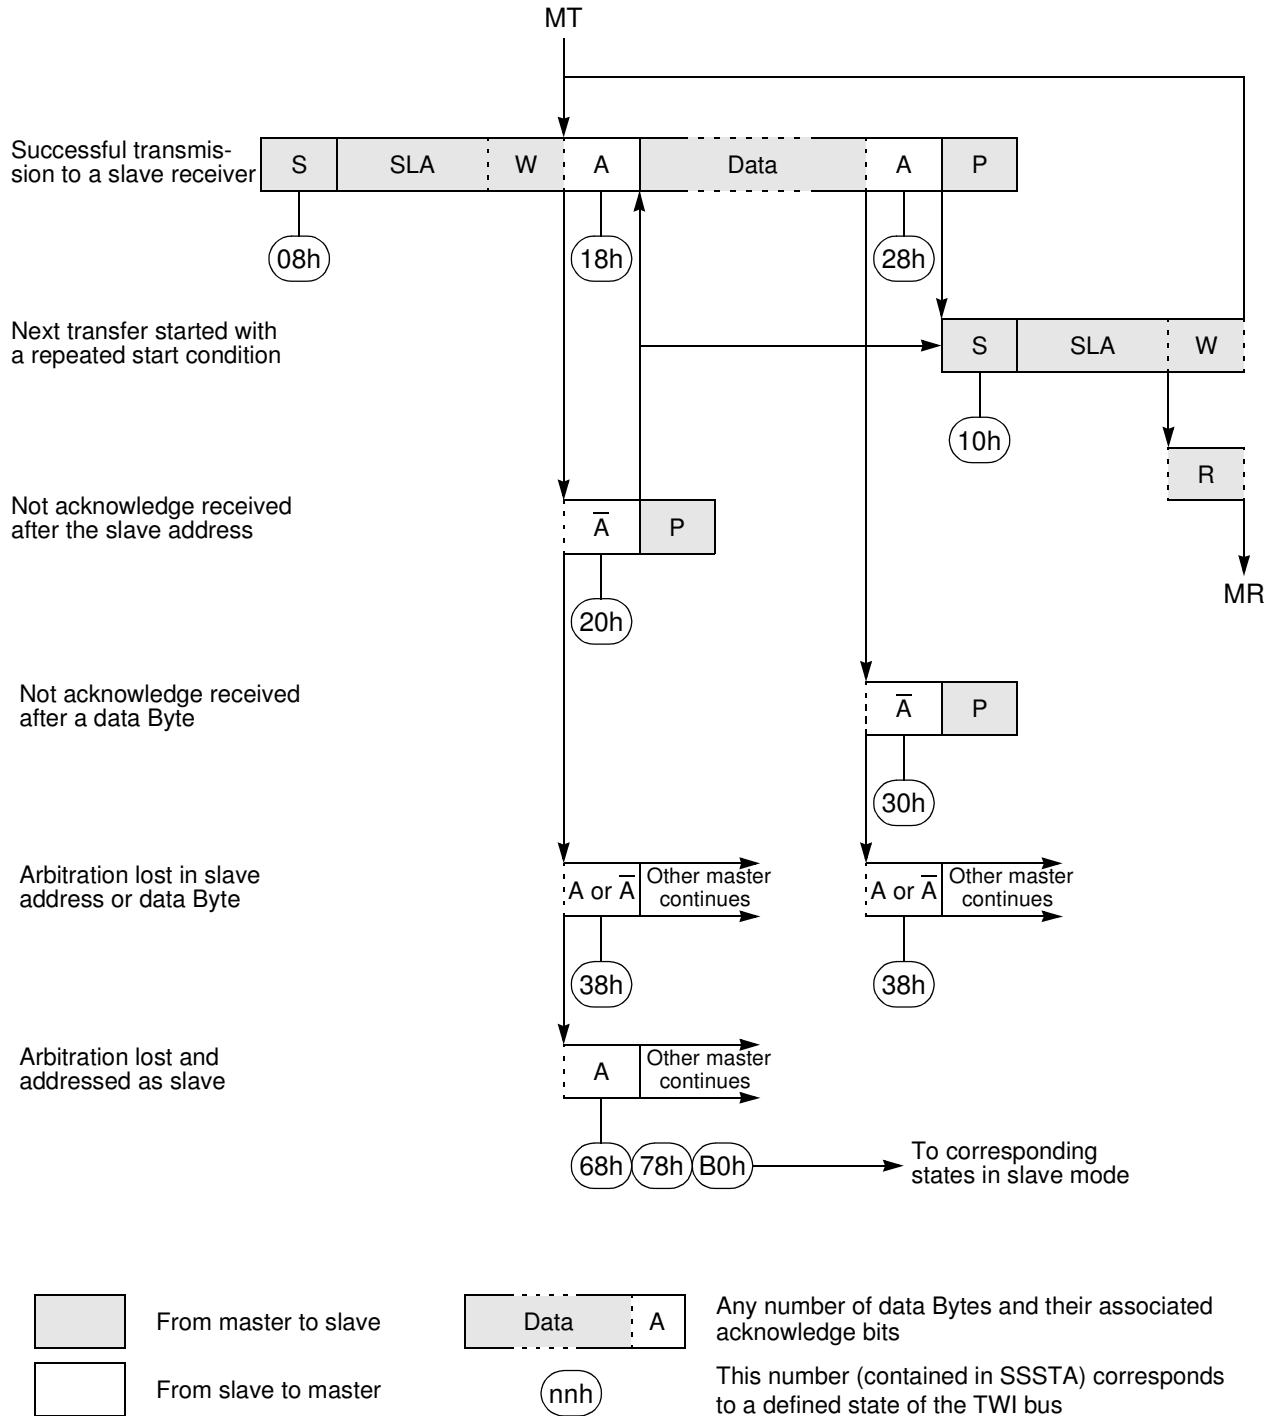 MT
Successful transmis-
sion to a slave receiver
S SLA W A Data A P
08h 18h 28h
Next transfer started with
a repeated start condition
S SLA W
10h
R
Not acknowledge received
after the slave address
A̅ P
MR
20h
Not acknowledge received
after a data Byte
A̅ P
30h
Arbitration lost in slave
address or data Byte
A or A̅ Other master
continues
A or A̅ Other master
continues
38h 38h
Arbitration lost and
addressed as slave
A Other master
continues
68h 78h B0h
To corresponding
states in slave mode
From master to slave
Data A
Any number of data Bytes and their associated
acknowledge bits
From slave to master
nnh
This number (contained in SSSTA) corresponds
to a defined state of the TWI bus